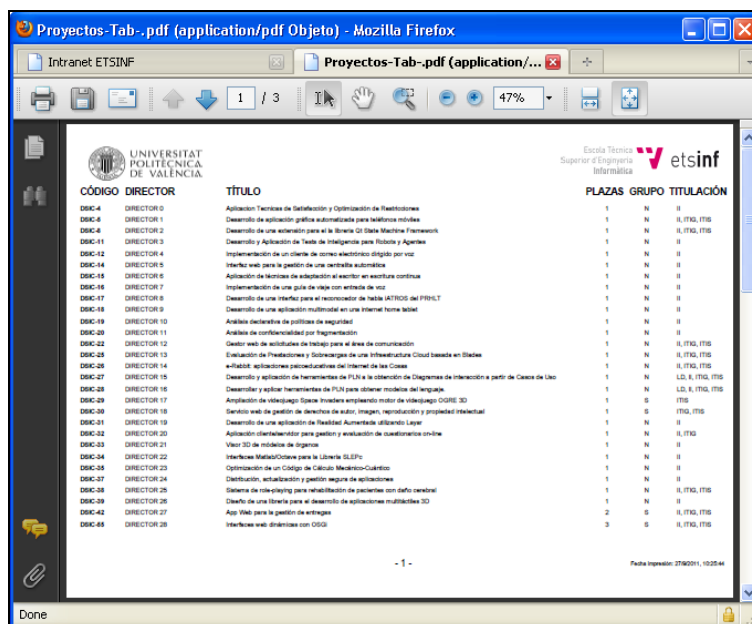 Proyectos-Tab-.pdf (application/pdf Objeto) - Mozilla Firefox
Intranet ETSINF Proyectos-Tab-.pdf (application/...
1 / 3 47%
UNIVERSITAT
POLITÈCNICA
DE VALÈNCIA
Escola Tècnica
Superior d'Enginyeria
Informàtica
etsinf
CÓDIGO DIRECTOR TÍTULO PLAZAS GRUPO TITULACIÓN
DSIC-4 DIRECTOR 0 Aplicacion Tecnicas de Satisfacción y Optimización de Restricciones 1 N II
DSIC-5 DIRECTOR 1 Desarrollo de aplicación gráfica automatizada para teléfonos móviles 1 N II, ITIG, ITIS
DSIC-8 DIRECTOR 2 Desarrollo de una extensión para el la libreria Qt State Machine Framework 1 N II, ITIG, ITIS
DSIC-11 DIRECTOR 3 Desarrollo y Aplicación de Tests de Inteligencia para Robots y Agentes 1 N II
DSIC-12 DIRECTOR 4 Implementación de un cliente de correo electrónico dirigido por voz 1 N II
DSIC-14 DIRECTOR 5 Interfaz web para la gestión de una centralita automática 1 N II
DSIC-15 DIRECTOR 6 Aplicación de técnicas de adaptación al escritor en escritura continua 1 N II
DSIC-16 DIRECTOR 7 Implementación de una guía de viaje con entrada de voz 1 N II
DSIC-17 DIRECTOR 8 Desarrollo de una interfaz para el reconocedor de habla iATROS del PRHLT 1 N II
DSIC-18 DIRECTOR 9 Desarrollo de una aplicación multimodal en una internet home tablet 1 N II
DSIC-19 DIRECTOR 10 Análisis declarativo de políticas de seguridad 1 N II
DSIC-20 DIRECTOR 11 Análisis de confidencialidad por fragmentación 1 N II
DSIC-22 DIRECTOR 12 Gestor web de solicitudes de trabajo para el área de comunicación 1 N II, ITIG, ITIS
DSIC-25 DIRECTOR 13 Evaluación de Prestaciones y Sobrecargas de una Infraestructura Cloud basada en Blades 1 N II, ITIG, ITIS
DSIC-26 DIRECTOR 14 e-Rabbit: aplicaciones psicoeducativas del Internet de las Cosas 1 N II, ITIG, ITIS
DSIC-27 DIRECTOR 15 Desarrollo y aplicación de herramientas de PLN a la obtención de Diagramas de interacción a partir de Casos de Uso 1 N LD, II, ITIG, ITIS
DSIC-28 DIRECTOR 16 Desarrollar y aplicar herramientas de PLN para obtener modelos del lenguaje. 1 N LD, II, ITIG, ITIS
DSIC-29 DIRECTOR 17 Ampliación de videojuego Space Invaders empleando motor de videojuego OGRE 3D 1 S ITIS
DSIC-30 DIRECTOR 18 Servicio web de gestión de derechos de autor, imagen, reproducción y propiedad intelectual 1 S ITIG, ITIS
DSIC-31 DIRECTOR 19 Desarrollo de una aplicación de Realidad Aumentada utilizando Layar 1 N II
DSIC-32 DIRECTOR 20 Aplicación cliente/servidor para gestion y evaluación de cuestionarios on-line 1 N II, ITIG
DSIC-33 DIRECTOR 21 Visor 3D de módelos de órganos 1 N II
DSIC-34 DIRECTOR 22 Interfaces Matlab/Octave para la Librería SLEPc 1 N II
DSIC-35 DIRECTOR 23 Optimización de un Código de Cálculo Mecánico-Cuántico 1 N II
DSIC-37 DIRECTOR 24 Distribución, actualización y gestión segura de aplicaciones 1 N II
DSIC-38 DIRECTOR 25 Sistema de role-playing para rehabilitación de pacientes con daño cerebral 1 N II, ITIG, ITIS
DSIC-39 DIRECTOR 26 Diseño de una librería para el desarrollo de aplicaciones multitáctiles 3D 1 N II
DSIC-42 DIRECTOR 27 App Web para la gestión de entregas 2 S II, ITIG, ITIS
DSIC-55 DIRECTOR 28 Interfaces web dinámicas con OSGi 3 S II, ITIG, ITIS
- 1 -
Fecha impresión: 27/9/2011, 10:25:44
Done